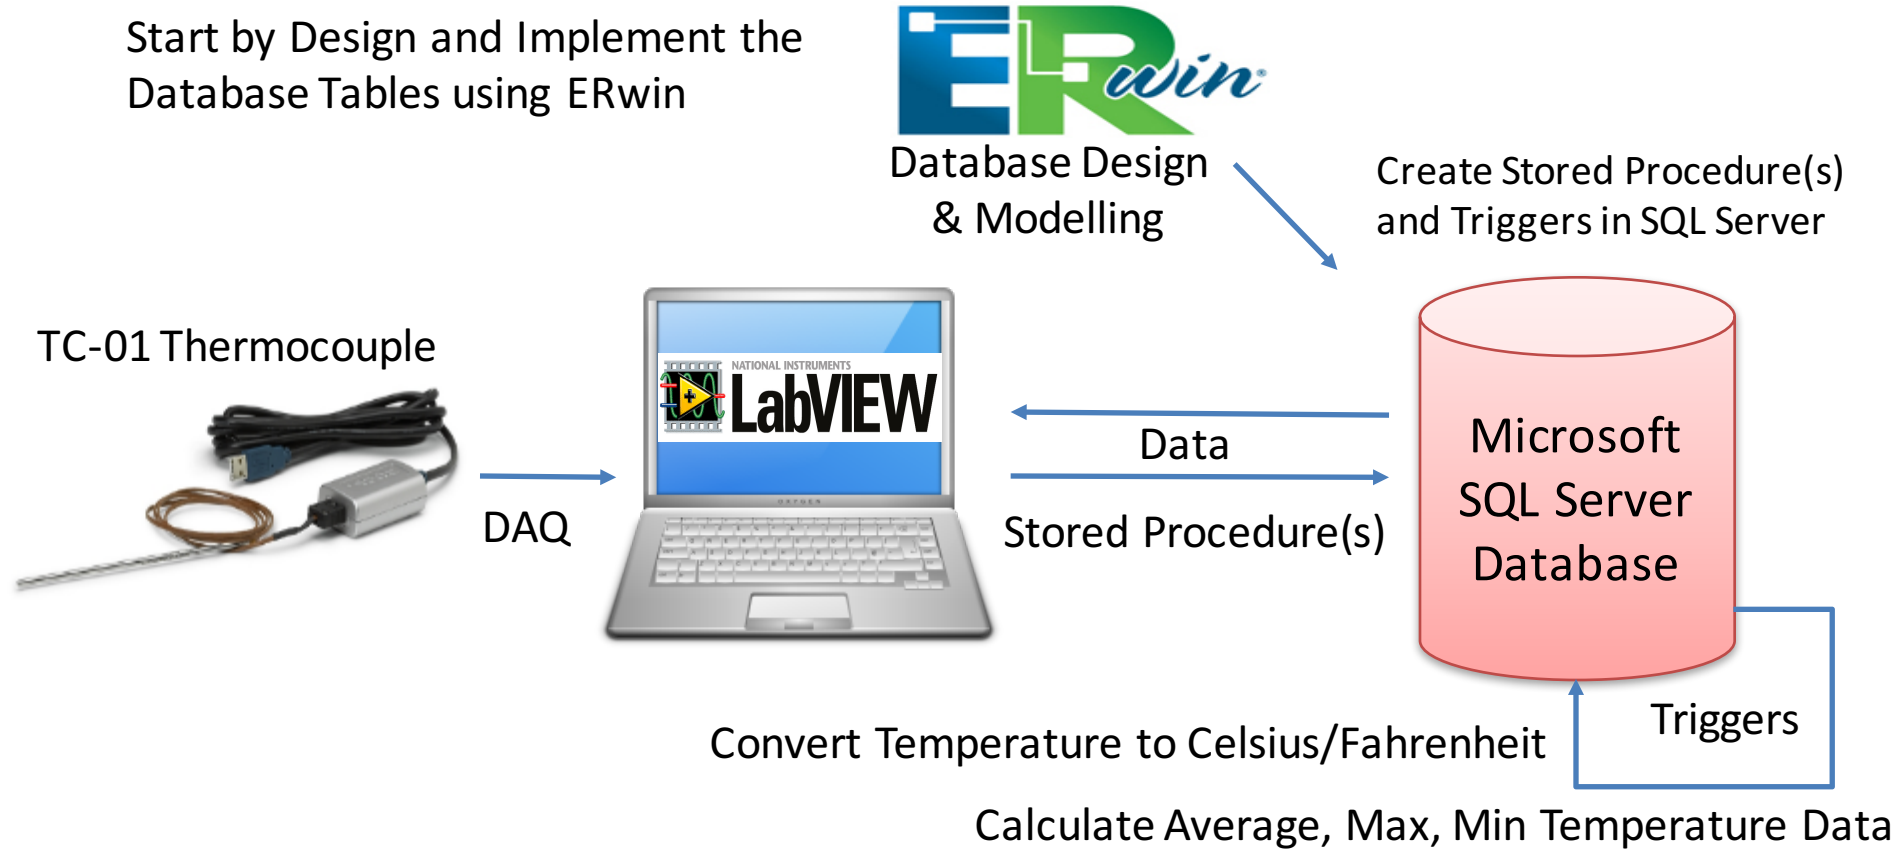 Start by Design and Implement the
Database Tables using ERwin
ERwin®
Database Design
& Modelling
Create Stored Procedure(s)
and Triggers in SQL Server
TC-01 Thermocouple
NATIONAL INSTRUMENTS
LabVIEW
OXYGEN
DAQ
Data
Stored Procedure(s)
Microsoft
SQL Server
Database
Triggers
Convert Temperature to Celsius/Fahrenheit
Calculate Average, Max, Min Temperature Data